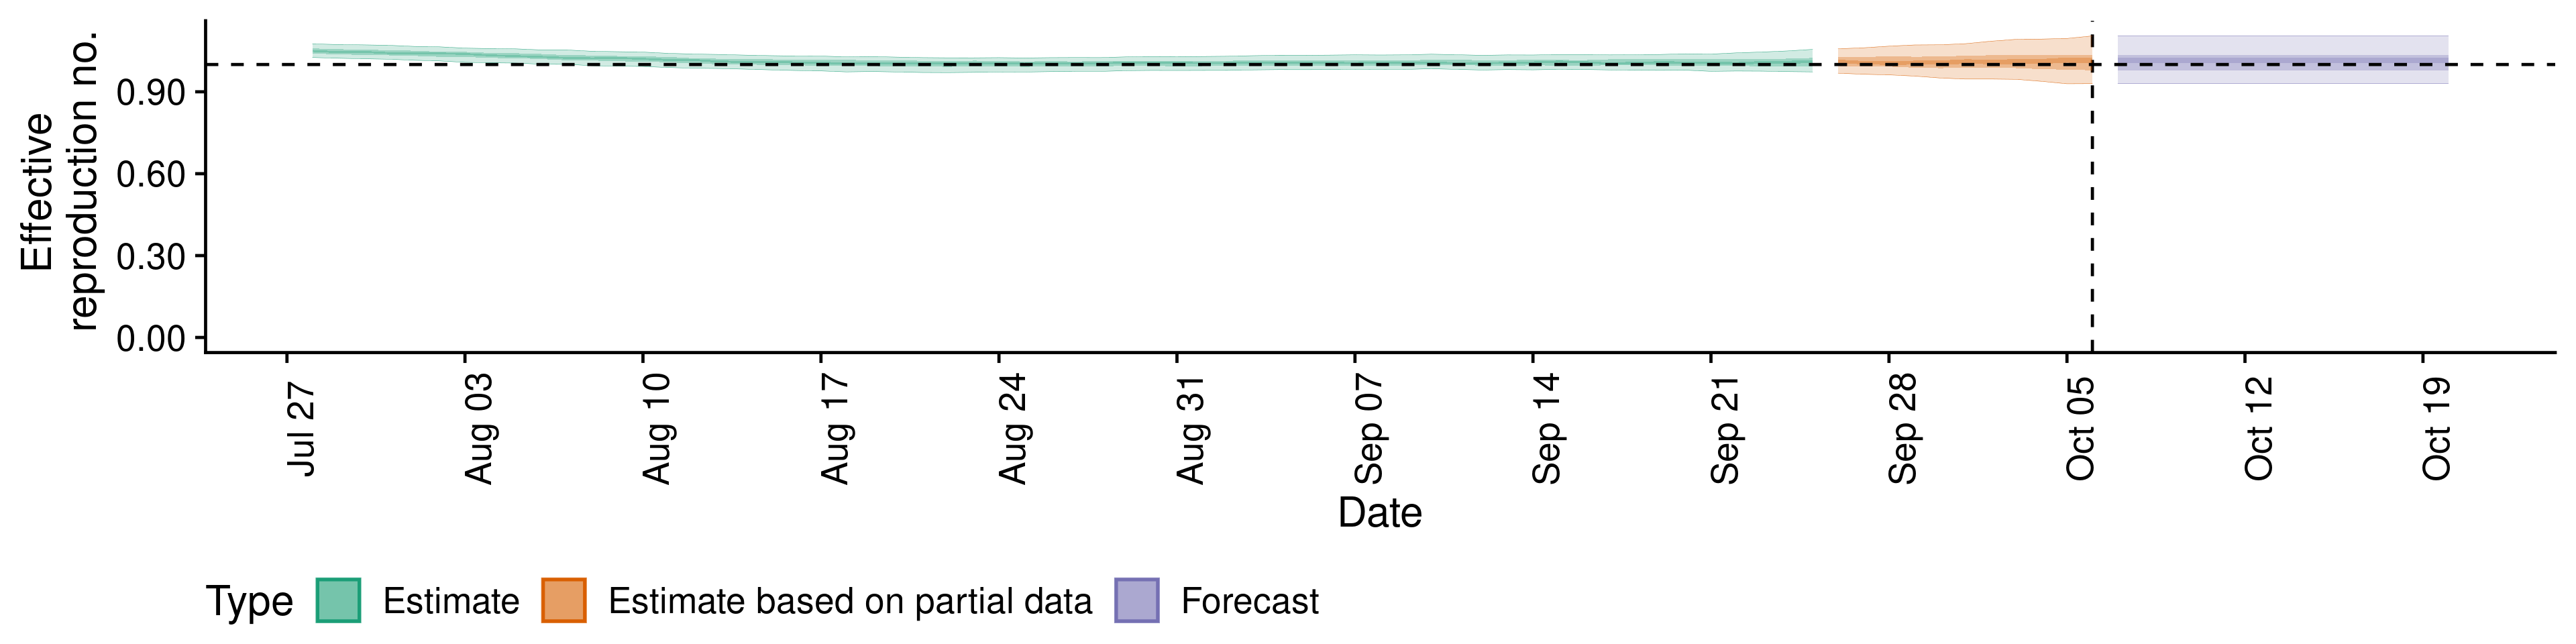 Effective
reproduction no.
0.90
0.60
0.30
0.00
Jul 27
Aug 03
Aug 10
Aug 17
Aug 24
Aug 31
Sep 07
Sep 14
Sep 21
Sep 28
Oct 05
Oct 12
Oct 19
Date
Type Estimate Estimate based on partial data Forecast